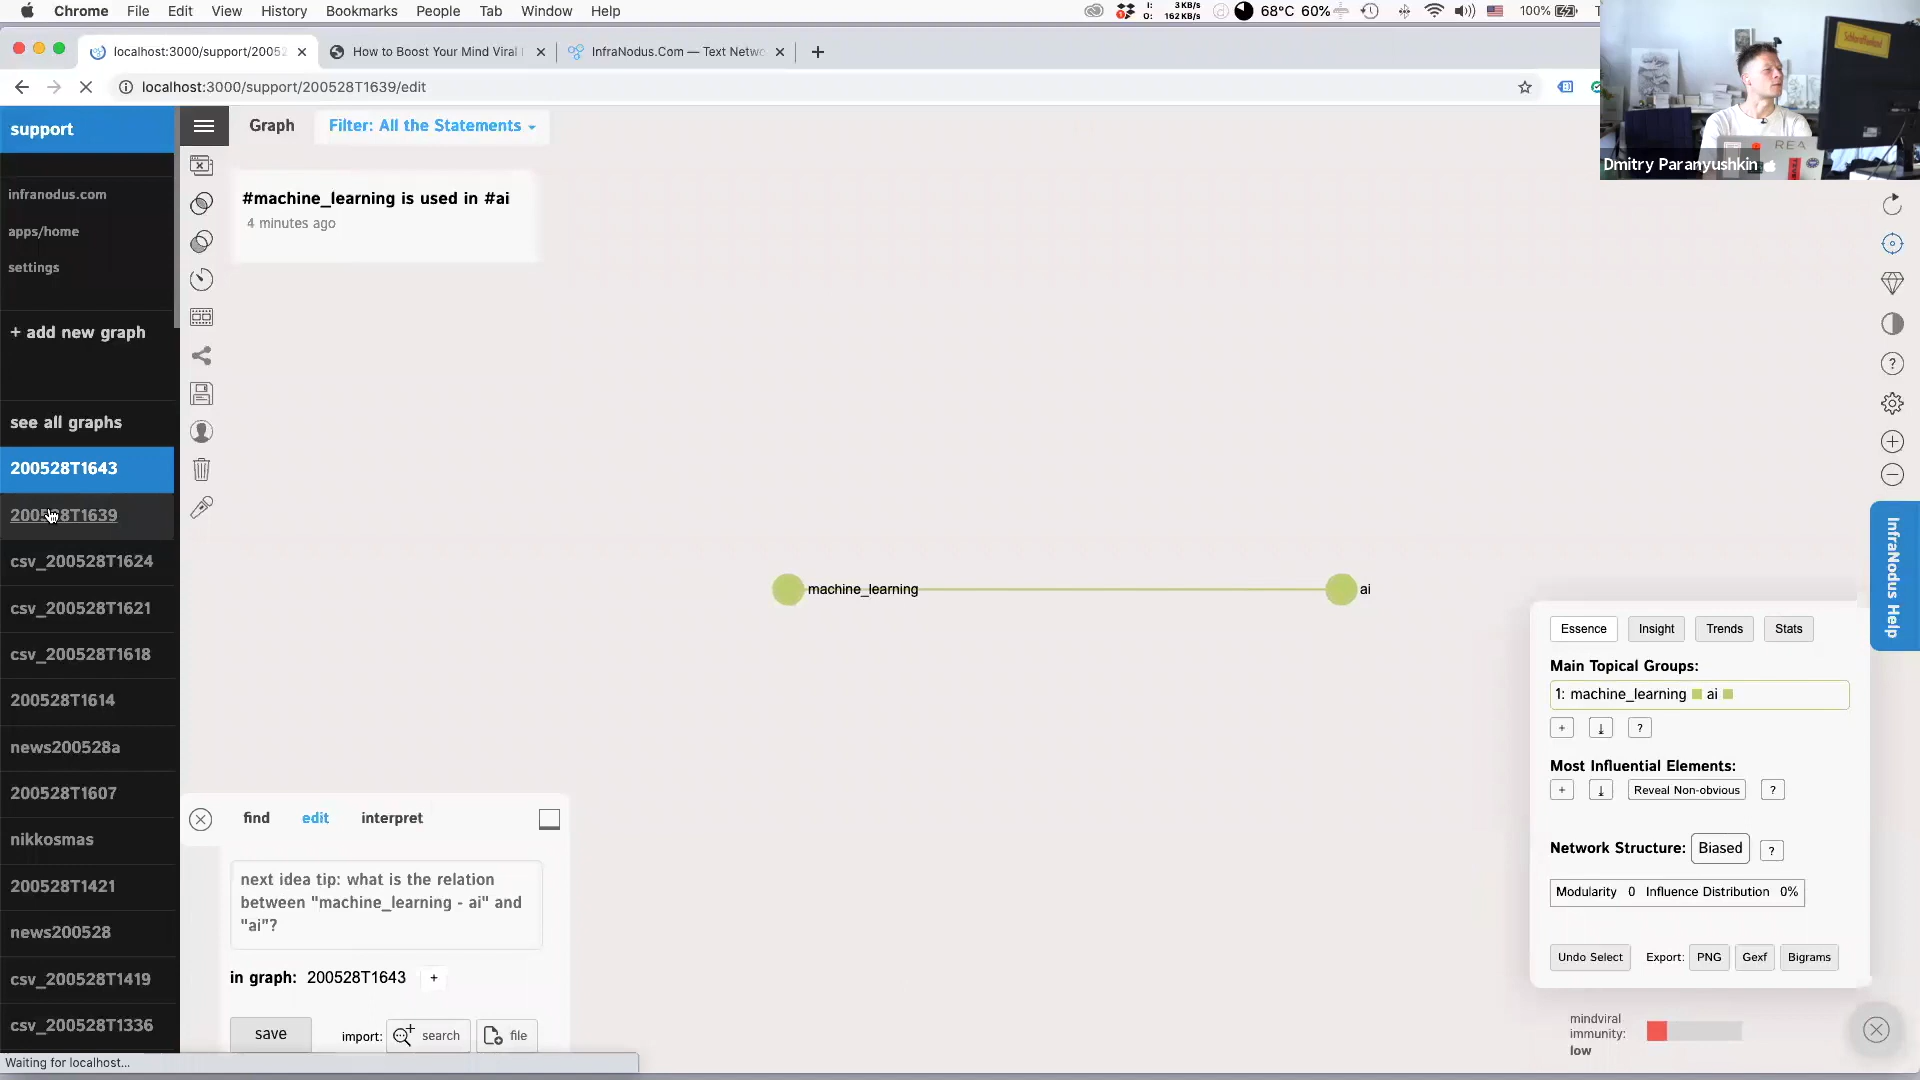 Chrome File Edit View History Bookmarks People Tab Window Help
I: 3 KB/s
O: 162 KB/s
68°C 60% 100%
localhost:3000/support/20052
How to Boost Your Mind Viral
InfraNodus.Com — Text Netwo
localhost:3000/support/200528T1639/edit
Dmitry Paranyushkin
support
infranodus.com
apps/home
settings
+ add new graph
see all graphs
200528T1643
200528T1639
csv_200528T1624
csv_200528T1621
csv_200528T1618
200528T1614
news200528a
200528T1607
nikkosmas
200528T1421
news200528
csv_200528T1419
csv_200528T1336
Waiting for localhost...
Graph Filter: All the Statements
#machine_learning is used in #ai
4 minutes ago
machine_learning
ai
find edit interpret
next idea tip: what is the relation
between "machine_learning - ai" and
"ai"?
in graph: 200528T1643 +
save import: search file
InfraNodus Help
Essence Insight Trends Stats
Main Topical Groups:
1: machine_learning ai
+ ↓ ?
Most Influential Elements:
+ ↓ Reveal Non-obvious ?
Network Structure: Biased ?
Modularity 0 Influence Distribution 0%
Undo Select Export: PNG Gexf Bigrams
mindviral
immunity:
low